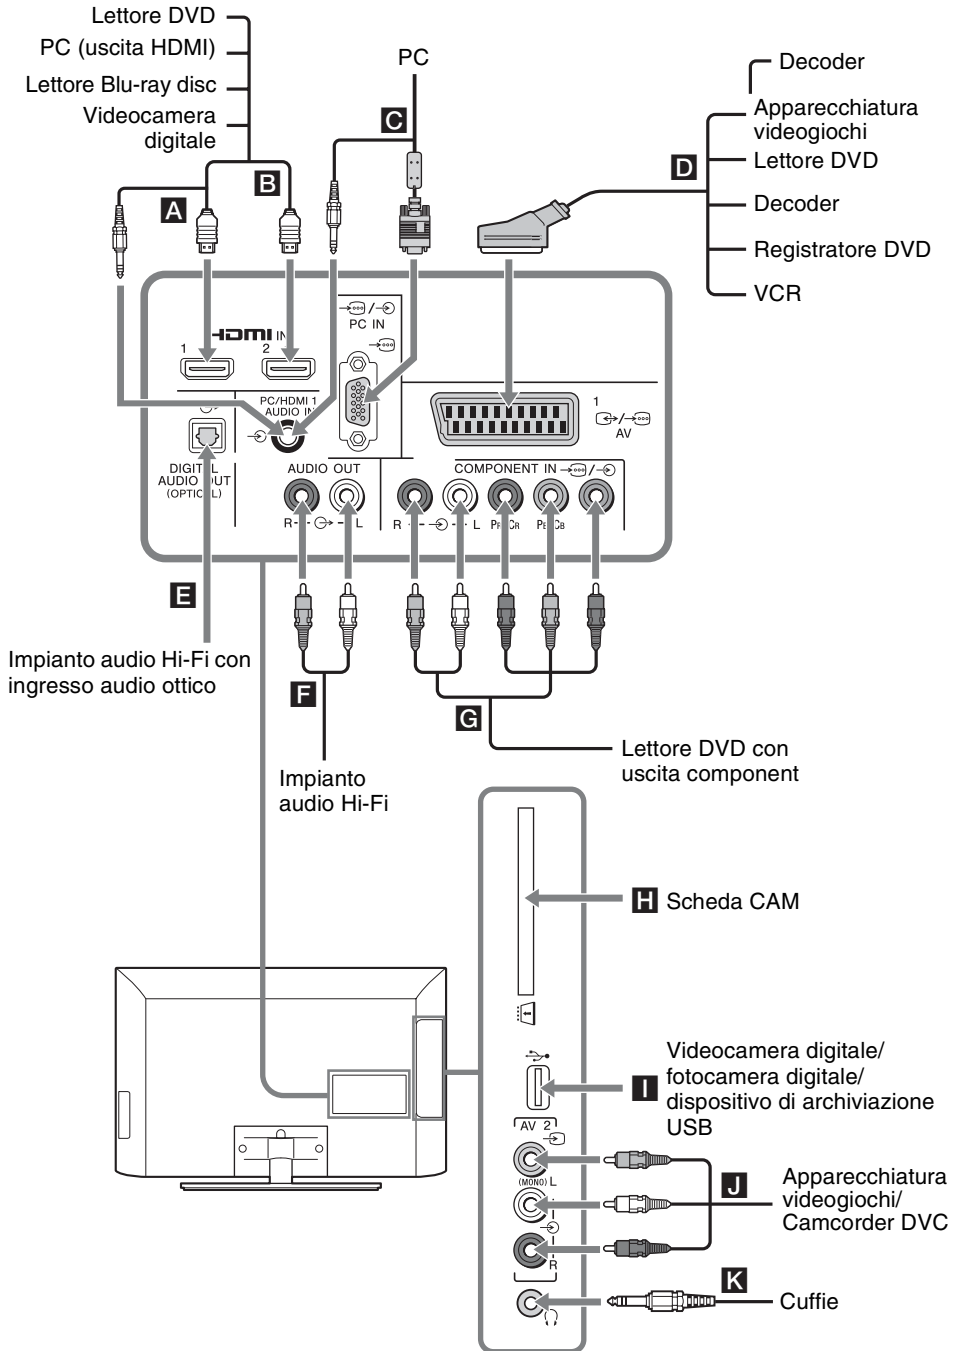 Lettore DVD
PC (uscita HDMI)
Lettore Blu-ray disc
Videocamera
digitale
PC
Decoder
Apparecchiatura
videogiochi
Lettore DVD
Decoder
Registratore DVD
VCR
A
B
C
D
HDMI IN
1
2
PC IN
PC/HDMI 1
AUDIO IN
1
AV
DIGITAL
AUDIO OUT
(OPTICAL)
AUDIO OUT
R L
COMPONENT IN
R L PR/CR PB/CB
E
Impianto audio Hi-Fi con
ingresso audio ottico
F
Impianto
audio Hi-Fi
G
Lettore DVD con
uscita component
H Scheda CAM
I
Videocamera digitale/
fotocamera digitale/
dispositivo di archiviazione
USB
AV 2
(MONO) L
R
J
Apparecchiatura
videogiochi/
Camcorder DVC
K
Cuffie